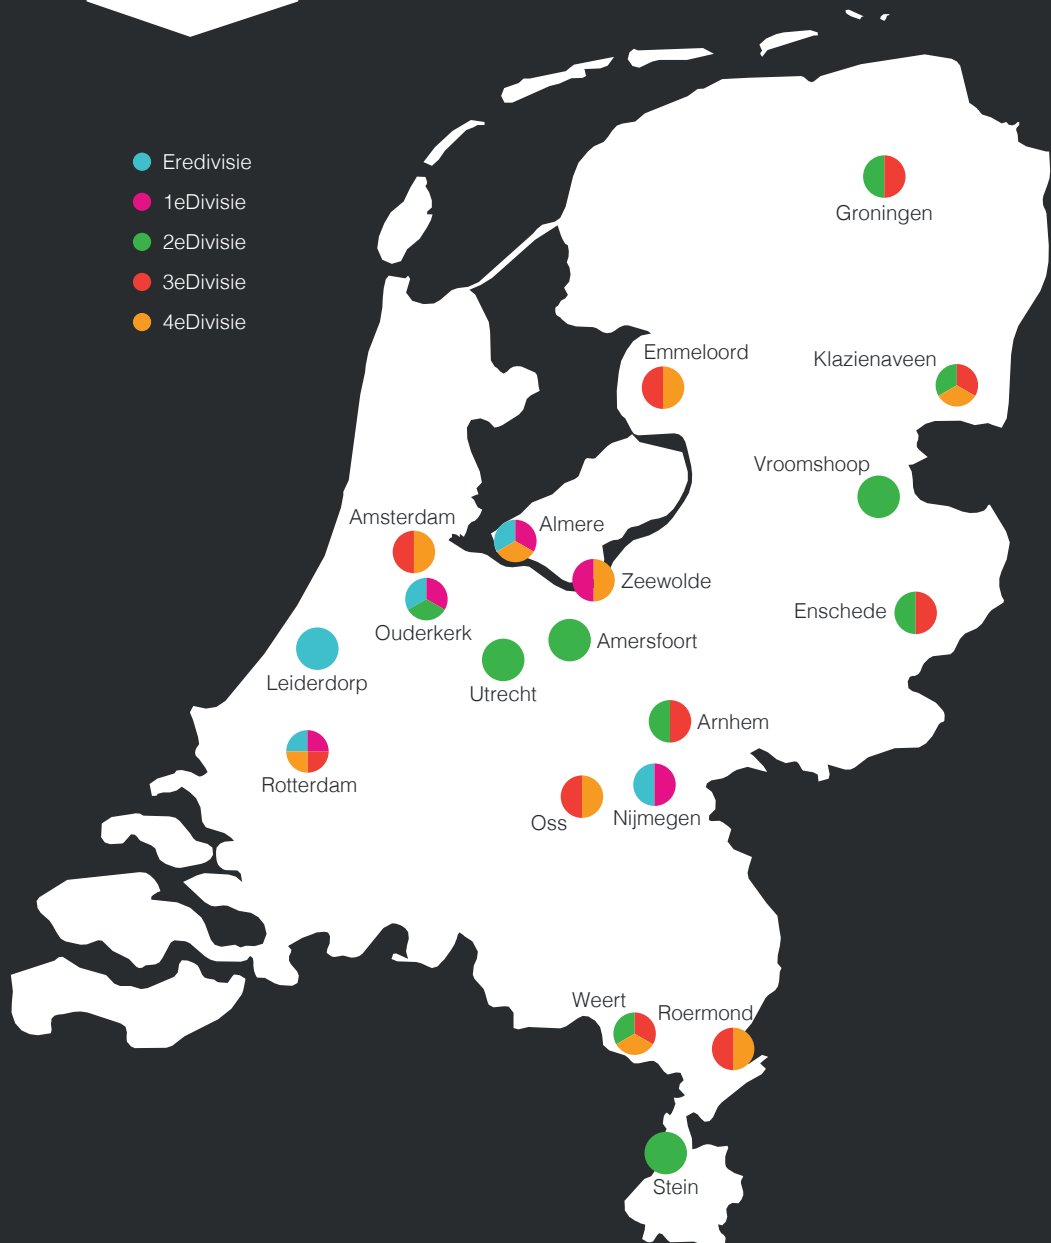 Eredivisie
1eDivisie
2eDivisie
3eDivisie
4eDivisie
Groningen
Emmeloord
Klazienaveen
Vroomshoop
Amsterdam
Almere
Zeewolde
Enschede
Ouderkerk
Amersfoort
Leiderdorp
Utrecht
Arnhem
Rotterdam
Oss
Nijmegen
Weert
Roermond
Stein